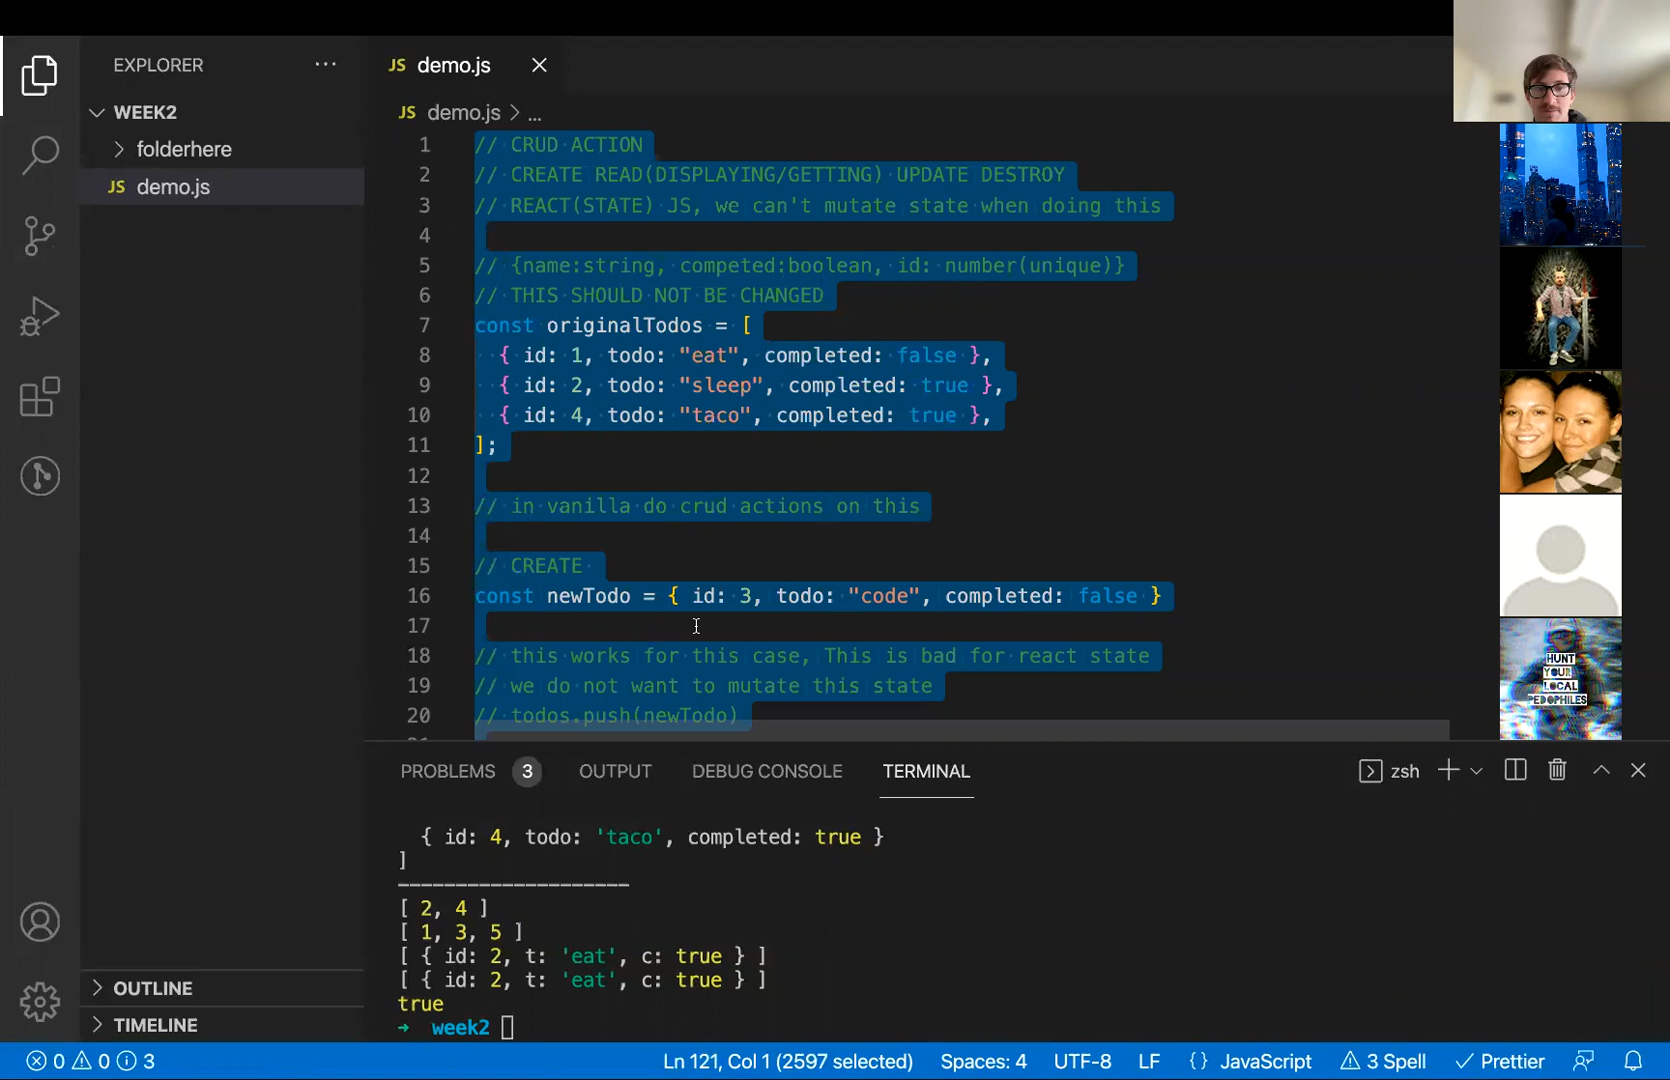 EXPLORER
WEEK2
folderhere
JS demo.js
OUTLINE
TIMELINE
JS demo.js
JS demo.js > ...
1 // CRUD ACTION
2 // CREATE READ(DISPLAYING/GETTING) UPDATE DESTROY
3 // REACT(STATE) JS, we can't mutate state when doing this
4
5 // {name:string, competed:boolean, id: number(unique)}
6 // THIS SHOULD NOT BE CHANGED
7 const originalTodos = [
8 { id: 1, todo: "eat", completed: false },
9 { id: 2, todo: "sleep", completed: true },
10 { id: 4, todo: "taco", completed: true },
11 ];
12
13 // in vanilla do crud actions on this
14
15 // CREATE
16 const newTodo = { id: 3, todo: "code", completed: false }
17
18 // this works for this case, This is bad for react state
19 // we do not want to mutate this state
20 // todos.push(newTodo)
HUNT
YOUR
LOCAL
PEDOPHILES
PROBLEMS 3 OUTPUT DEBUG CONSOLE TERMINAL zsh
{ id: 4, todo: 'taco', completed: true }
]
--------------------
[ 2, 4 ]
[ 1, 3, 5 ]
[ { id: 2, t: 'eat', c: true } ]
[ { id: 2, t: 'eat', c: true } ]
true
→ week2
0 0 3 Ln 121, Col 1 (2597 selected) Spaces: 4 UTF-8 LF {} JavaScript 3 Spell Prettier